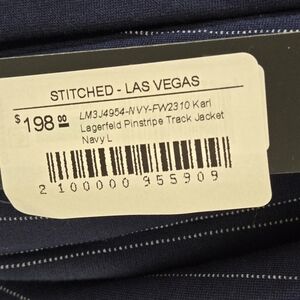 STITCHED - LAS VEGAS
$198 00 LM3J4954-NVY-FW2310 Karl
Lagerfeld Pinstripe Track Jacket
Navy L
2 100000 955909